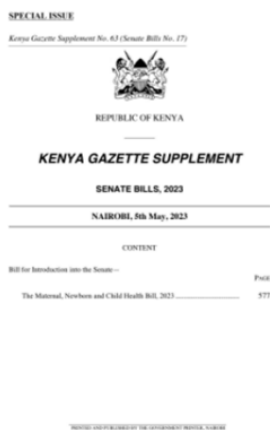 SPECIAL ISSUE
Kenya Gazette Supplement No. 63 (Senate Bills No. 17)
REPUBLIC OF KENYA
KENYA GAZETTE SUPPLEMENT
SENATE BILLS, 2023
NAIROBI, 5th May, 2023
CONTENT
Bill for Introduction into the Senate—
PAGE
The Maternal, Newborn and Child Health Bill, 2023 ........................................ 577
PRINTED AND PUBLISHED BY THE GOVERNMENT PRINTER, NAIROBI